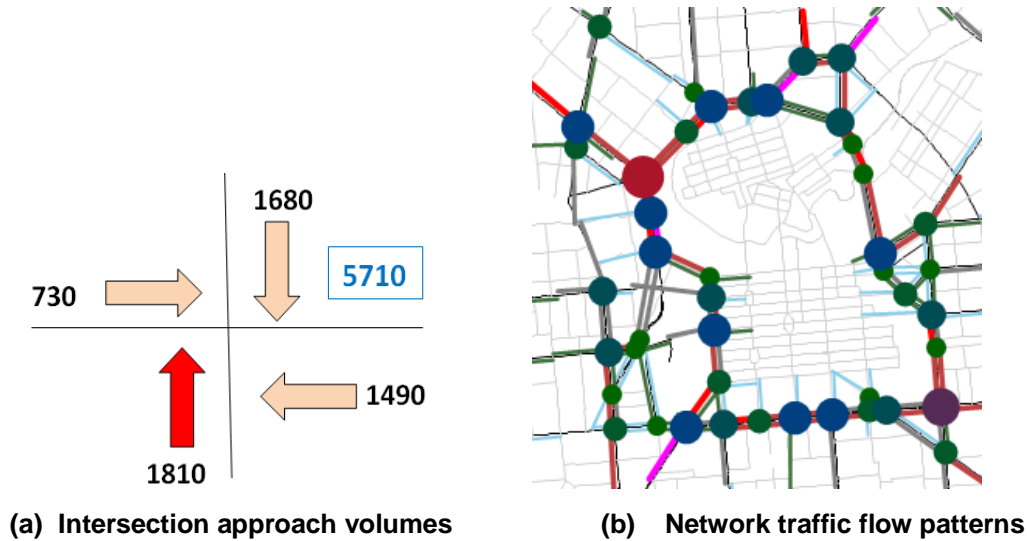 1680
5710
730
1490
1810
(a) Intersection approach volumes
(b) Network traffic flow patterns